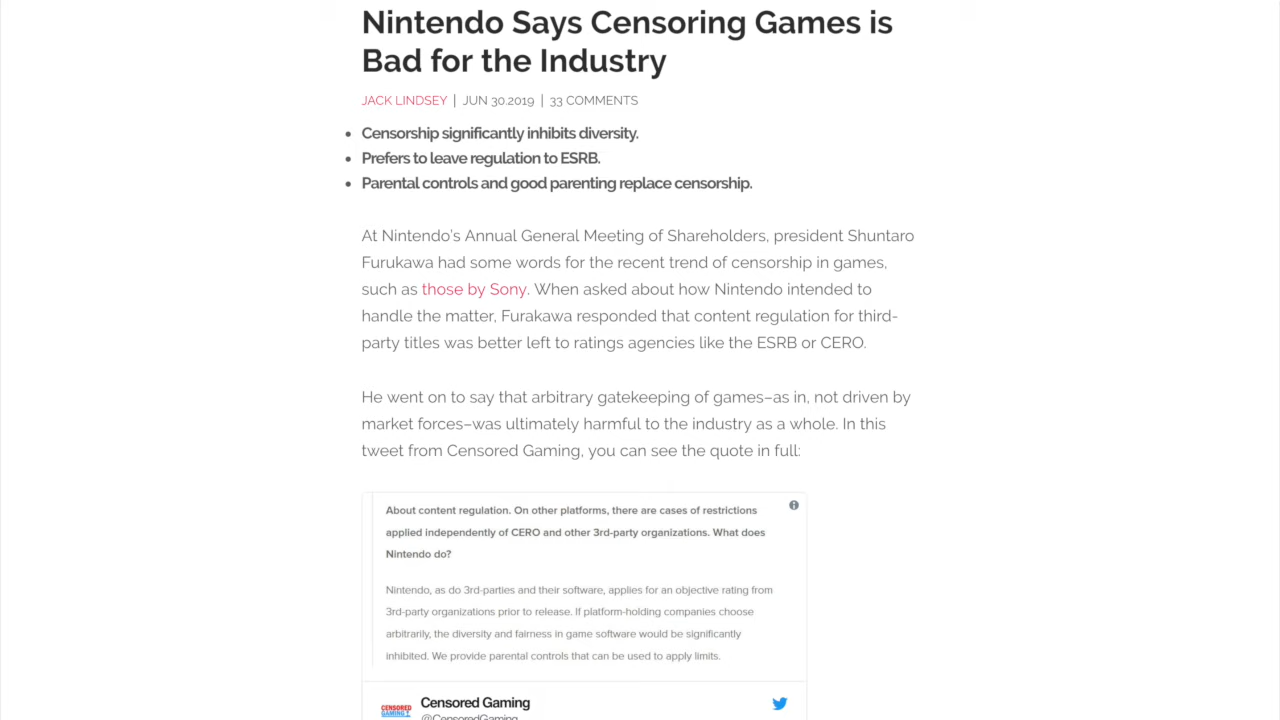 Nintendo Says Censoring Games is
Bad for the Industry
JACK LINDSEY | JUN 30.2019 | 33 COMMENTS
• Censorship significantly inhibits diversity.
• Prefers to leave regulation to ESRB.
• Parental controls and good parenting replace censorship.
At Nintendo's Annual General Meeting of Shareholders, president Shuntaro
Furukawa had some words for the recent trend of censorship in games,
such as those by Sony. When asked about how Nintendo intended to
handle the matter, Furakawa responded that content regulation for third-
party titles was better left to ratings agencies like the ESRB or CERO.
He went on to say that arbitrary gatekeeping of games–as in, not driven by
market forces–was ultimately harmful to the industry as a whole. In this
tweet from Censored Gaming, you can see the quote in full:
About content regulation. On other platforms, there are cases of restrictions
applied independently of CERO and other 3rd-party organizations. What does
Nintendo do?
Nintendo, as do 3rd-parties and their software, applies for an objective rating from
3rd-party organizations prior to release. If platform-holding companies choose
arbitrarily, the diversity and fairness in game software would be significantly
inhibited. We provide parental controls that can be used to apply limits.
CENSORED
GAMING
Censored Gaming
@CensoredGaming